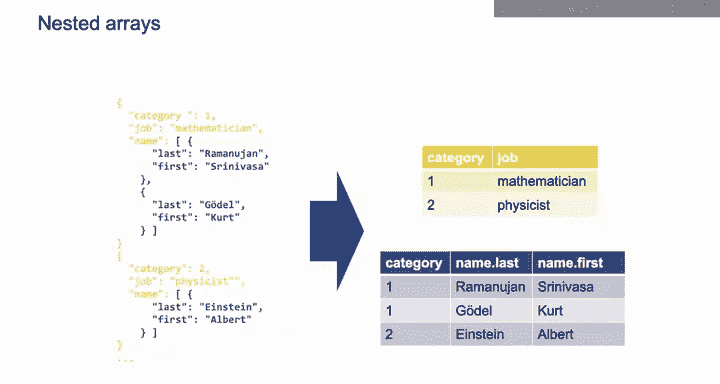 Nested arrays
{
"category ": 1,
"job": "mathematician",
"name": [ {
"last": "Ramanujan",
"first": "Srinivasa"
},
{
"last": "Gödel",
"first": "Kurt"
} ]
}
{
"category": 2,
"job": "physicist"",
"name": [ {
"last": "Einstein",
"first": "Albert"
} ]
}
...
category job
1 mathematician
2 physicist
category name.last name.first
1 Ramanujan Srinivasa
1 Gödel Kurt
2 Einstein Albert